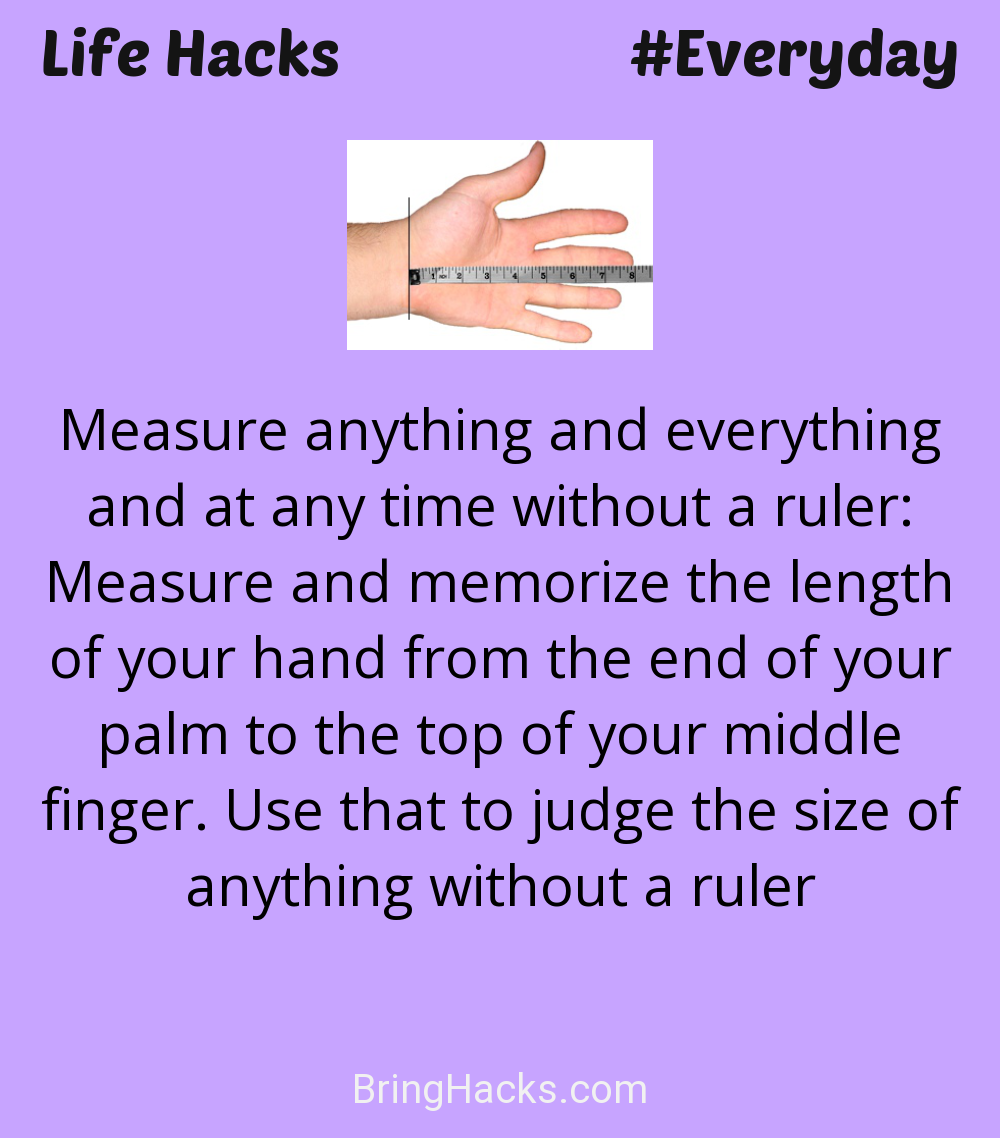 Life Hacks #Everyday
1 INCH 2 3 4 5 6 7 8
Measure anything and everything
and at any time without a ruler:
Measure and memorize the length
of your hand from the end of your
palm to the top of your middle
finger. Use that to judge the size of
anything without a ruler
BringHacks.com